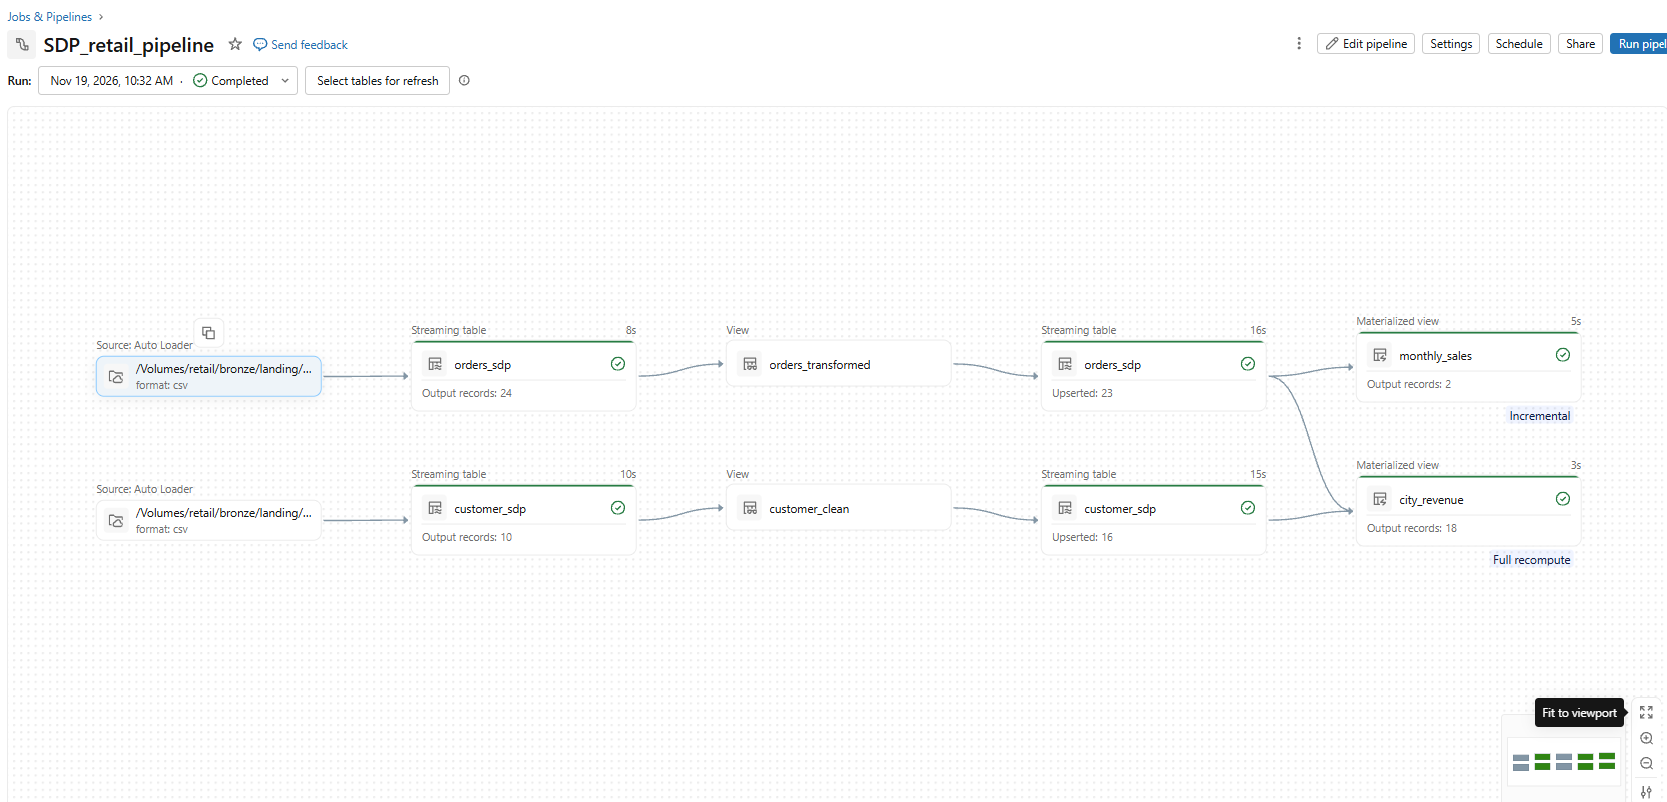 Jobs & Pipelines
SDP_retail_pipeline
Send feedback
Edit pipeline
Settings
Schedule
Share
Run pipel
Run:
Nov 19, 2026, 10:32 AM · Completed
Select tables for refresh
Source: Auto Loader
/Volumes/retail/bronze/landing/...
format: csv
Streaming table 8s
orders_sdp
Output records: 24
View
orders_transformed
Streaming table 16s
orders_sdp
Upserted: 23
Materialized view 5s
monthly_sales
Output records: 2
Incremental
Source: Auto Loader
/Volumes/retail/bronze/landing/...
format: csv
Streaming table 10s
customer_sdp
Output records: 10
View
customer_clean
Streaming table 15s
customer_sdp
Upserted: 16
Materialized view 3s
city_revenue
Output records: 18
Full recompute
Fit to viewport